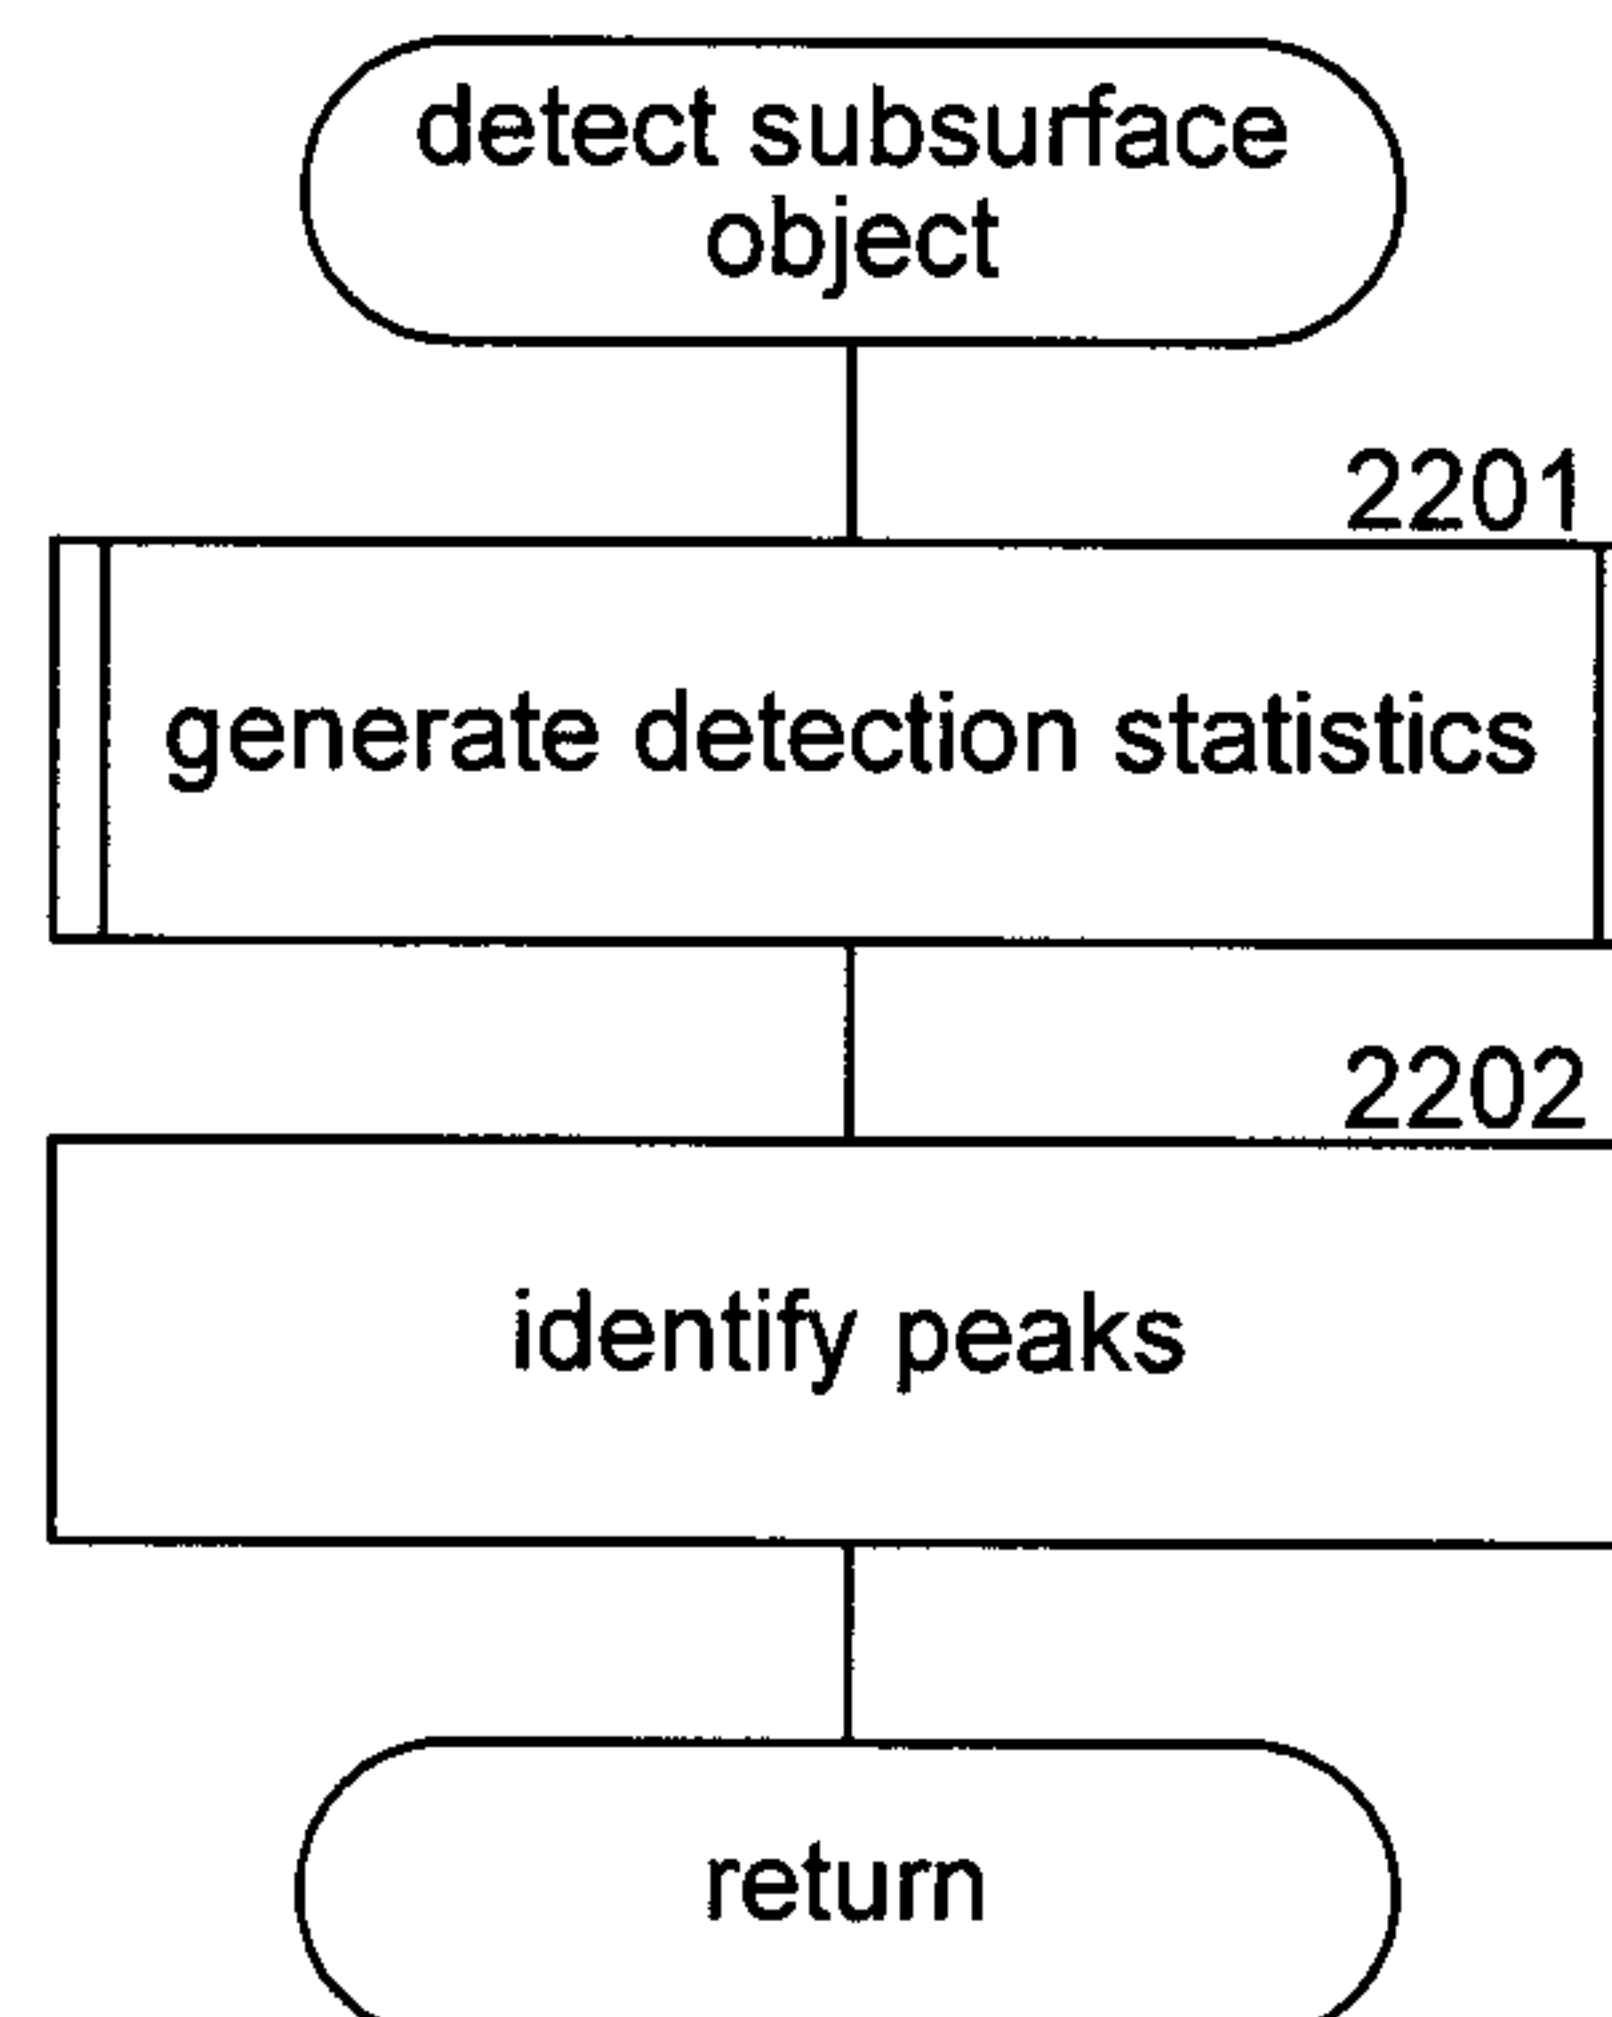 detect subsurface
object
2201
generate detection statistics
2202
identify peaks
return